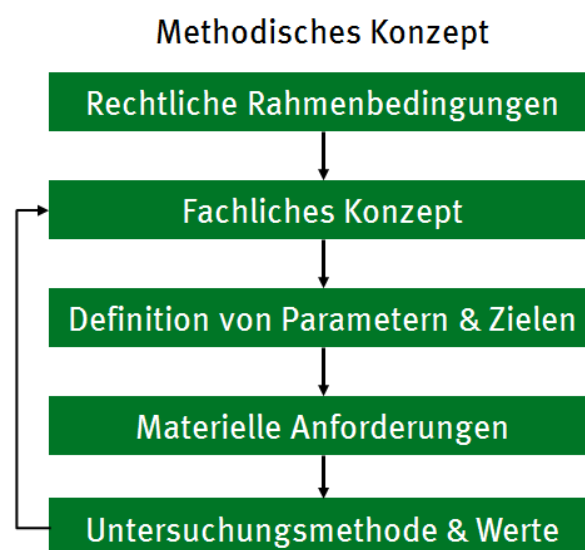 Methodisches Konzept
Rechtliche Rahmenbedingungen
Fachliches Konzept
Definition von Parametern & Zielen
Materielle Anforderungen
Untersuchungsmethode & Werte